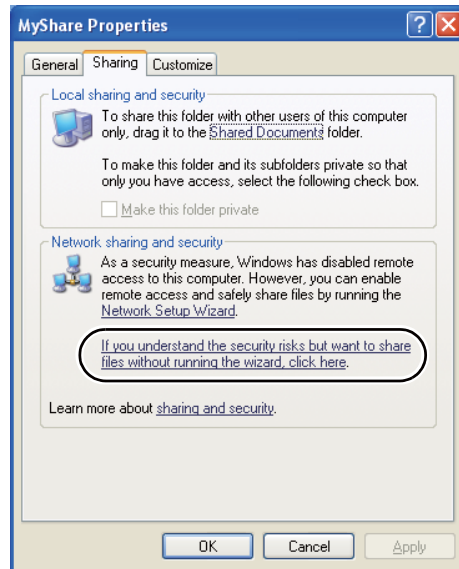 MyShare Properties
General Sharing Customize
Local sharing and security
To share this folder with other users of this computer
only, drag it to the Shared Documents folder.
To make this folder and its subfolders private so that
only you have access, select the following check box.
Make this folder private
Network sharing and security
As a security measure, Windows has disabled remote
access to this computer. However, you can enable
remote access and safely share files by running the
Network Setup Wizard.
If you understand the security risks but want to share
files without running the wizard, click here.
Learn more about sharing and security.
OK Cancel Apply